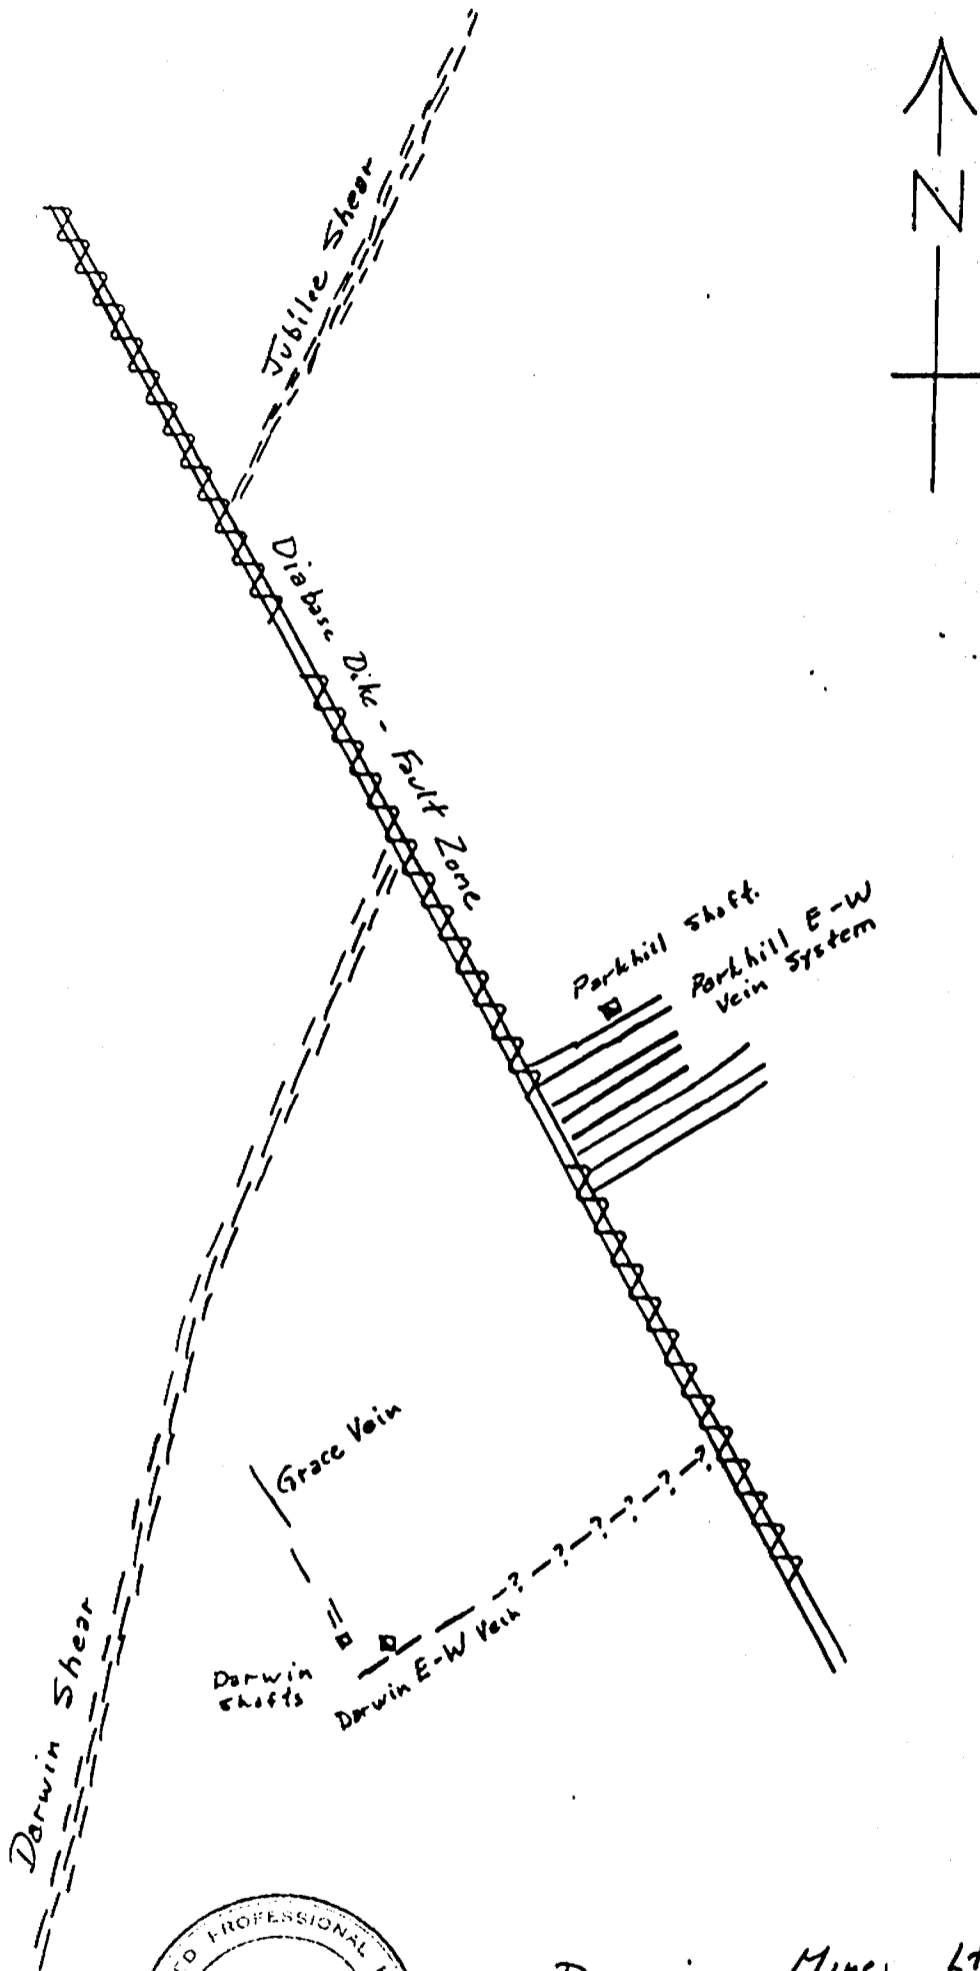 N
Jubilee Shear
Diabase Dike - Fault Zone
Parkhill Shaft.
Parkhill E-W
Vein System
Grace Vein
? ? ? ? ? ?
Darwin
Shafts
Darwin E-W Vein
Darwin Shear
ED PROFESSIONAL